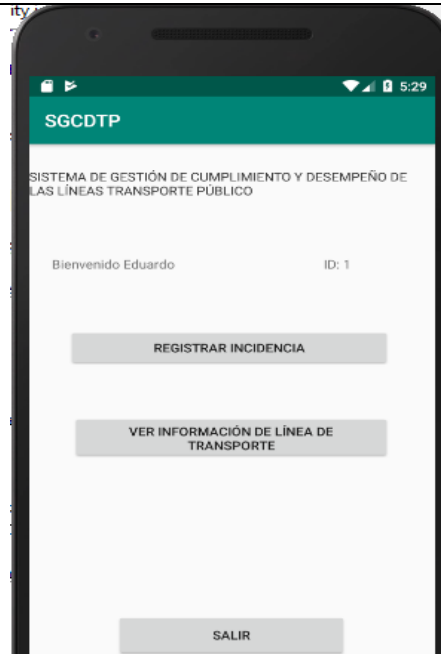 ity
5:29
SGCDTP
SISTEMA DE GESTIÓN DE CUMPLIMIENTO Y DESEMPEÑO DE
LAS LÍNEAS TRANSPORTE PÚBLICO
Bienvenido Eduardo ID: 1
REGISTRAR INCIDENCIA
VER INFORMACIÓN DE LÍNEA DE
TRANSPORTE
SALIR